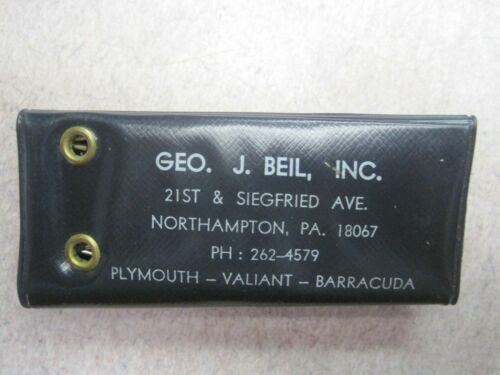 GEO. J. BEIL, INC.
21ST & SIEGFRIED AVE.
NORTHAMPTON, PA. 18067
PH : 262-4579
PLYMOUTH - VALIANT - BARRACUDA